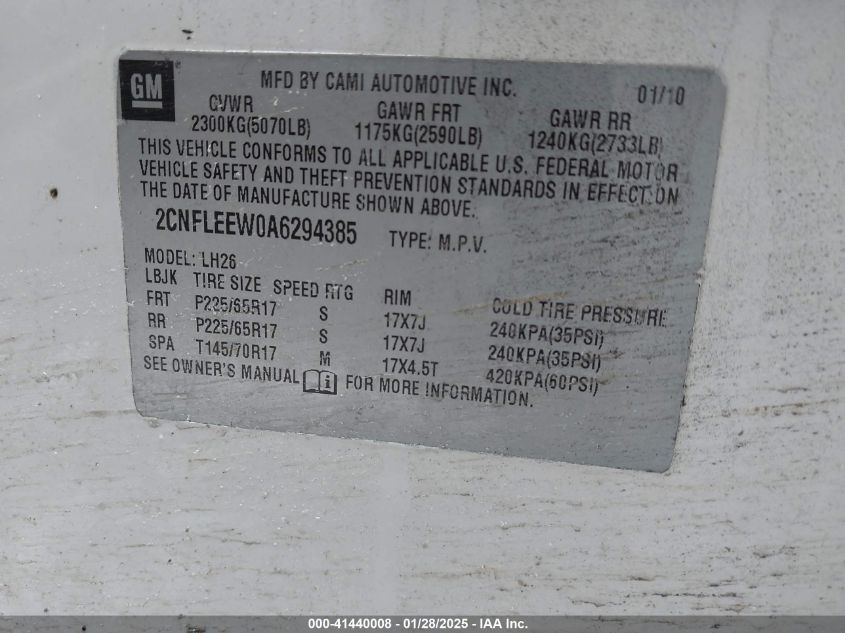 GM
MFD BY CAMI AUTOMOTIVE INC. 01/10
GVWR GAWR FRT GAWR RR
2300KG(5070LB) 1175KG(2590LB) 1240KG(2733LB)
THIS VEHICLE CONFORMS TO ALL APPLICABLE U.S. FEDERAL MOTOR
VEHICLE SAFETY AND THEFT PREVENTION STANDARDS IN EFFECT ON
THE DATE OF MANUFACTURE SHOWN ABOVE.
2CNFLEEW0A6294385 TYPE: M.P.V.
MODEL: LH26
LBJK TIRE SIZE SPEED RTG RIM COLD TIRE PRESSURE
FRT P225/65R17 S 17X7J 240KPA(35PSI)
RR P225/65R17 S 17X7J 240KPA(35PSI)
SPA T145/70R17 M 17X4.5T 420KPA(60PSI)
SEE OWNER'S MANUAL i FOR MORE INFORMATION.
000-41440008 - 01/28/2025 - IAA Inc.